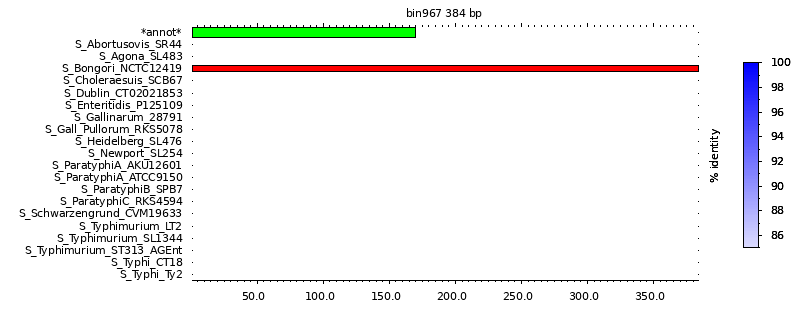 bin967 384 bp
*annot*
S_Abortusovis_SR44
S_Agona_SL483
S_Bongori_NCTC12419
S_Choleraesuis_SCB67
S_Dublin_CT02021853
S_Enteritidis_P125109
S_Gallinarum_28791
S_Gall_Pullorum_RKS5078
S_Heidelberg_SL476
S_Newport_SL254
S_ParatyphiA_AKU12601
S_ParatyphiA_ATCC9150
S_ParatyphiB_SPB7
S_ParatyphiC_RKS4594
S_Schwarzengrund_CVM19633
S_Typhimurium_LT2
S_Typhimurium_SL1344
S_Typhimurium_ST313_AGEnt
S_Typhi_CT18
S_Typhi_Ty2
50.0 100.0 150.0 200.0 250.0 300.0 350.0
% identity
100
98
96
94
92
90
88
86